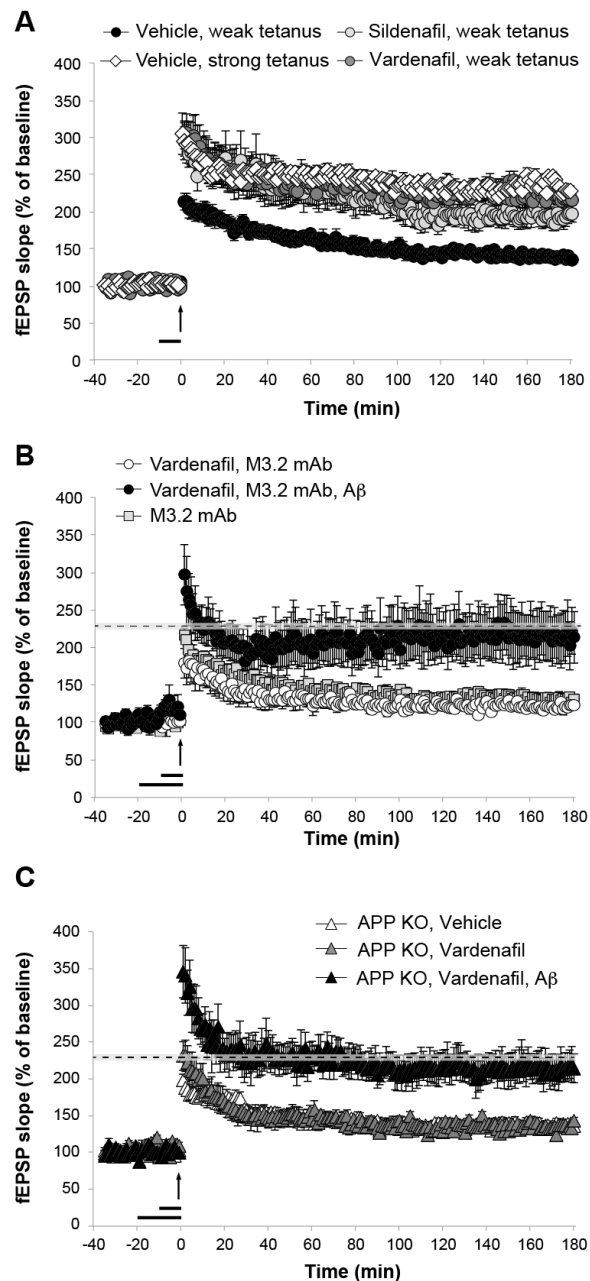 A
Vehicle, weak tetanus Sildenafil, weak tetanus
Vehicle, strong tetanus Vardenafil, weak tetanus
fEPSP slope (% of baseline)
400
350
300
250
200
150
100
50
0
-40 -20 0 20 40 60 80 100 120 140 160 180
Time (min)
B
Vardenafil, M3.2 mAb
Vardenafil, M3.2 mAb, Aβ
M3.2 mAb
fEPSP slope (% of baseline)
400
350
300
250
200
150
100
50
0
-40 -20 0 20 40 60 80 100 120 140 160 180
Time (min)
C
APP KO, Vehicle
APP KO, Vardenafil
APP KO, Vardenafil, Aβ
fEPSP slope (% of baseline)
400
350
300
250
200
150
100
50
0
-40 -20 0 20 40 60 80 100 120 140 160 180
Time (min)